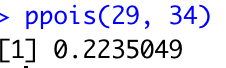 > ppois(29, 34)
[1] 0.2235049